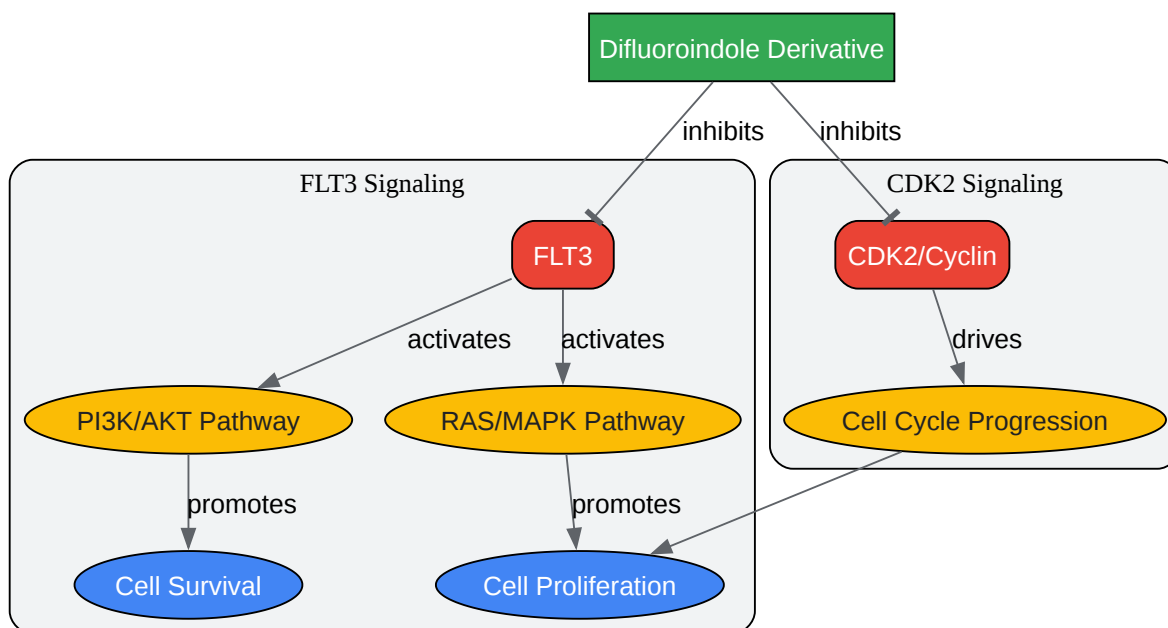 Difluoroindole Derivative
inhibits
inhibits
FLT3 Signaling
CDK2 Signaling
FLT3
CDK2/Cyclin
activates
activates
drives
PI3K/AKT Pathway
RAS/MAPK Pathway
Cell Cycle Progression
promotes
promotes
Cell Survival
Cell Proliferation